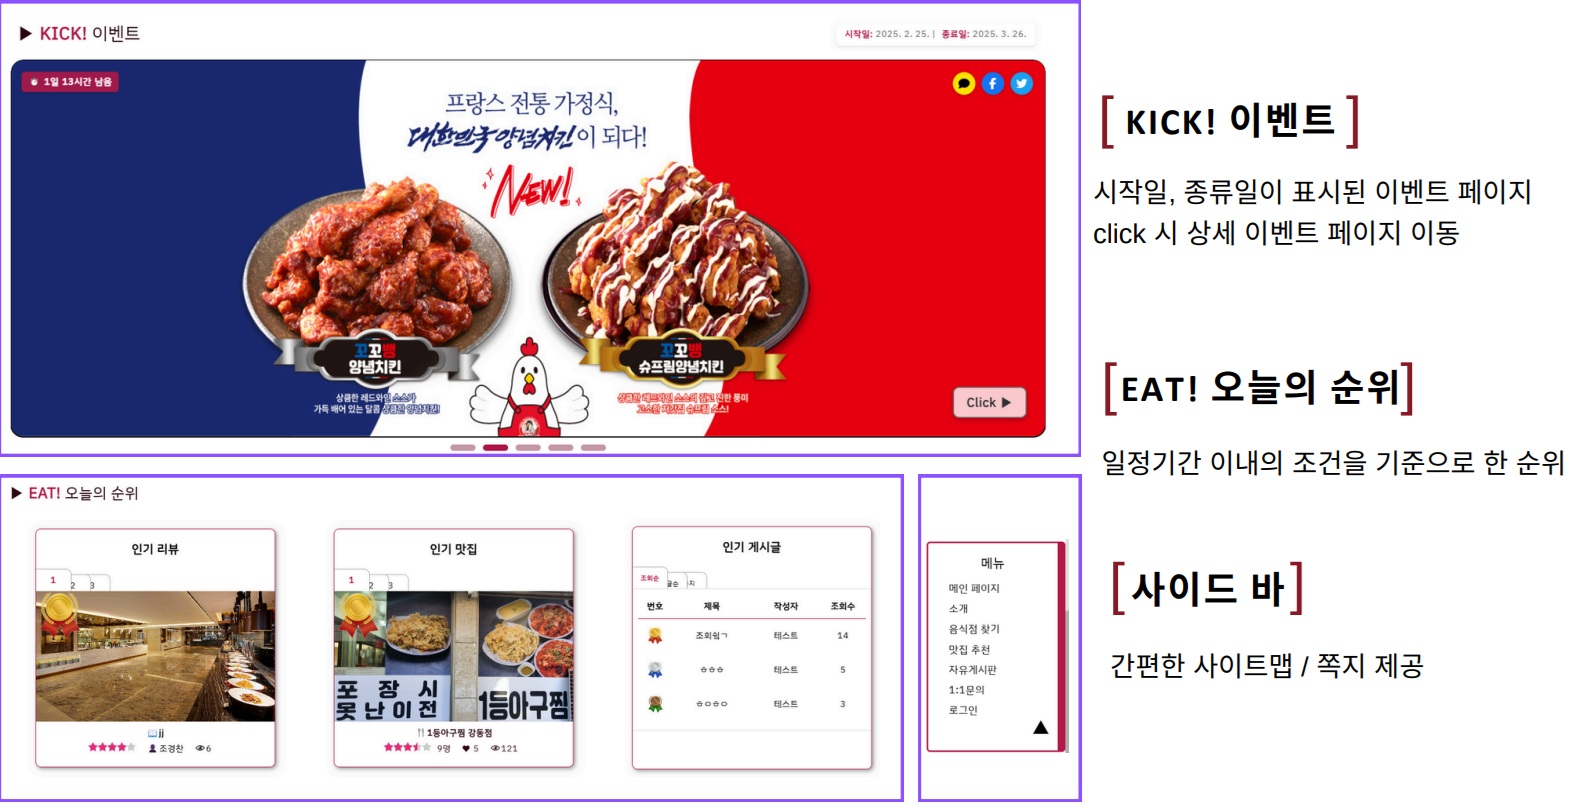 ▶ KICK! 이벤트
시작일: 2025. 2. 25. | 종료일: 2025. 3. 26.
1일 13시간 남음
프랑스 전통 가정식,
대한민국 양념치킨이 되다!
NEW!
꼬꼬뱅
양념치킨
상큼한 레드와인 소스가
가득 배어 있는 달콤 상큼한 양념치킨!
꼬꼬뱅
슈프림양념치킨
상큼한 레드와인 소스의 깊고 진한 풍미
Click ▶
[ KICK! 이벤트 ]
시작일, 종류일이 표시된 이벤트 페이지
click 시 상세 이벤트 페이지 이동
▶ EAT! 오늘의 순위
인기 리뷰
1 2 3
jj
조경찬 6
인기 맛집
1 2 3
포 장 시
못 난 이 전
1등아구찜
1등아구찜 강동점
9명 5 121
인기 게시글
조회순 글순
번호 제목 작성자 조회수
조회쉼ㄱ 테스트 14
ㅎㅎㅎ 테스트 5
ㅎㅇㅎㅇ 테스트 3
메뉴
메인 페이지
소개
음식점 찾기
맛집 추천
자유게시판
1:1문의
로그인
▲
[EAT! 오늘의 순위]
일정기간 이내의 조건을 기준으로 한 순위
[사이드 바]
간편한 사이트맵 / 쪽지 제공